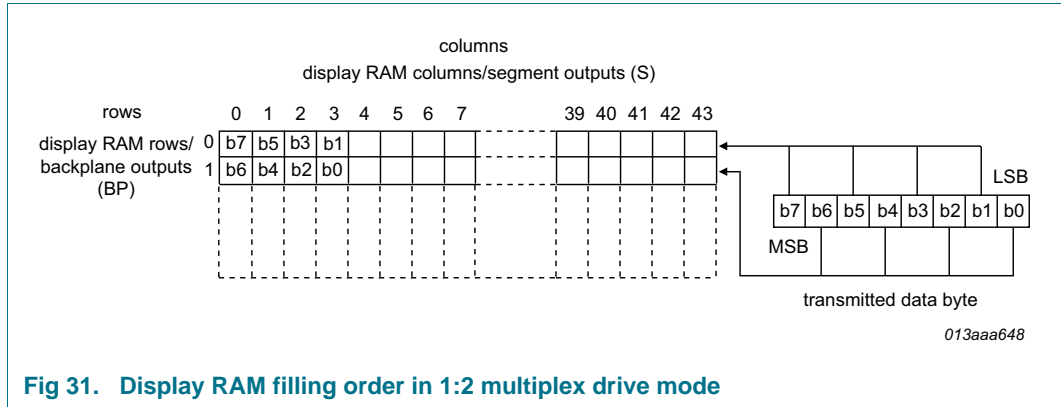 columns
display RAM columns/segment outputs (S)
rows 0 1 2 3 4 5 6 7 39 40 41 42 43
display RAM rows/ 0 b7 b5 b3 b1
backplane outputs 1 b6 b4 b2 b0
(BP)
LSB
b7 b6 b5 b4 b3 b2 b1 b0
MSB
transmitted data byte
013aaa648
Fig 31. Display RAM filling order in 1:2 multiplex drive mode